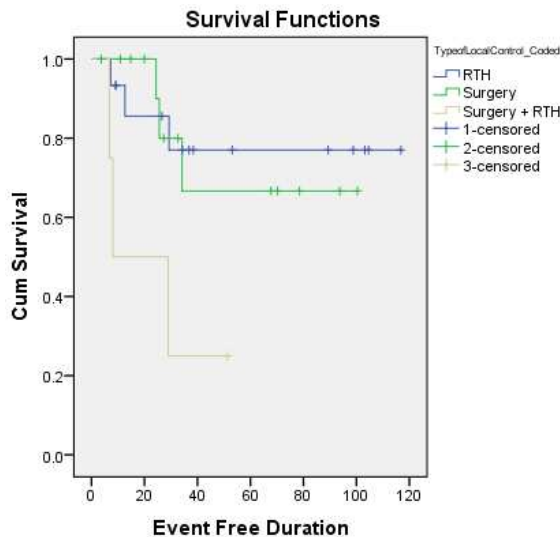 Survival Functions
TypeofLocalControl_Coded
RTH
Surgery
Surgery + RTH
1-censored
2-censored
3-censored
Cum Survival
1.0
0.8
0.6
0.4
0.2
0.0
0 20 40 60 80 100 120
Event Free Duration